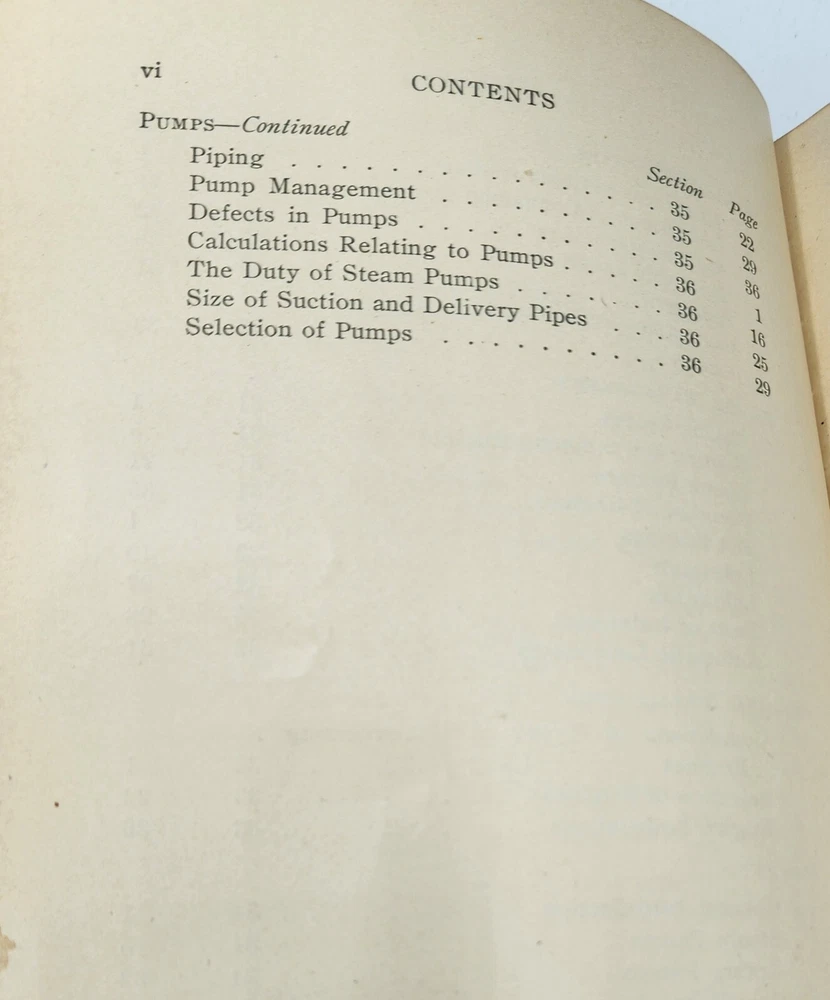 vi
CONTENTS
PUMPS—Continued
Section Page
Piping . . . . . . . . . . . . . . . 35 22
Pump Management . . . . . . . . . 35 29
Defects in Pumps . . . . . . . . . . 35 36
Calculations Relating to Pumps . . . . . 36 1
The Duty of Steam Pumps . . . . . . 36 16
Size of Suction and Delivery Pipes . . . 36 25
Selection of Pumps . . . . . . . . . . 36 29